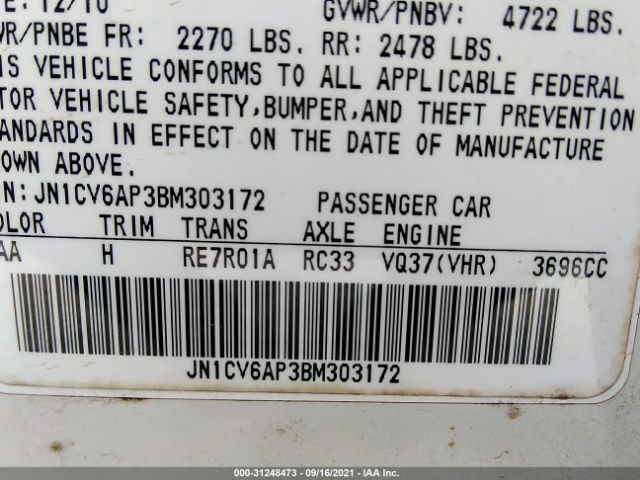 12/10 GVWR/PNBV: 4722 LBS.
WR/PNBE FR: 2270 LBS. RR: 2478 LBS.
IS VEHICLE CONFORMS TO ALL APPLICABLE FEDERAL
TOR VEHICLE SAFETY,BUMPER,AND THEFT PREVENTION
ANDARDS IN EFFECT ON THE DATE OF MANUFACTURE
OWN ABOVE.
N:JN1CV6AP3BM303172 PASSENGER CAR
OLOR TRIM TRANS AXLE ENGINE
AA H RE7R01A RC33 VQ37(VHR) 3696CC
JN1CV6AP3BM303172
000-31248473 - 09/16/2021 - IAA Inc.